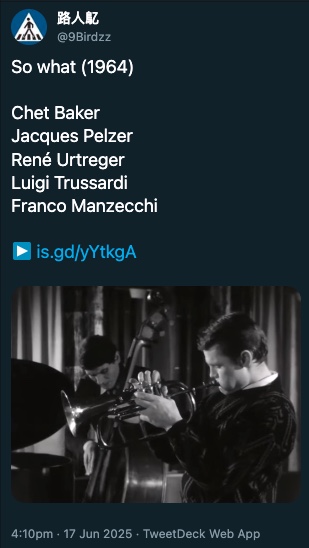 路人
@9Birdzz
So what (1964)
Chet Baker
Jacques Pelzer
René Urtreger
Luigi Trussardi
Franco Manzecchi
▶️ is.gd/yYtkgA
4:10pm · 17 Jun 2025 · TweetDeck Web App